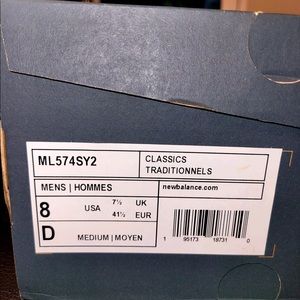 ML574SY2
CLASSICS
TRADITIONNELS
MENS | HOMMES
newbalance.com
8 USA 7½ UK
41½ EUR
D MEDIUM | MOYEN
1 95173 19731 0